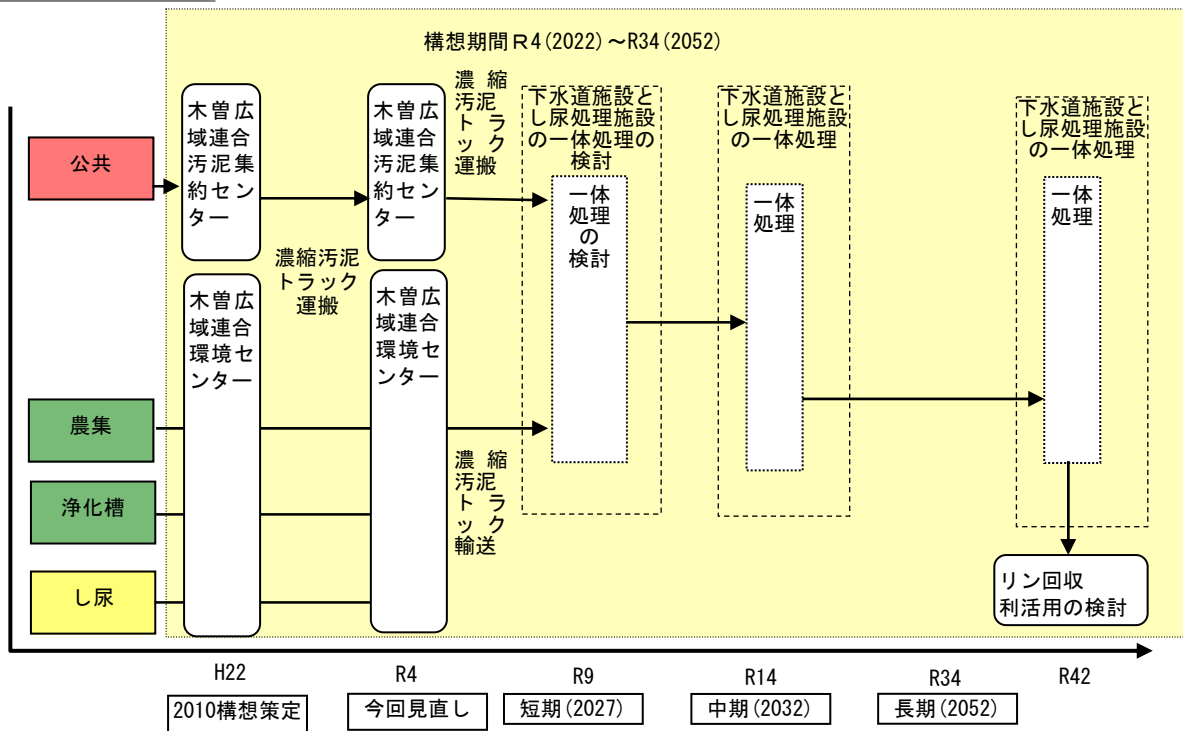 構想期間Ｒ4(2022)～R34(2052)
公共
農集
浄化槽
し尿
木曽広
域連合
汚泥集
約セン
ター
木曽広
域連合
環境セ
ンター
濃縮汚泥
トラック
運搬
木曽広
域連合
汚泥集
約セン
ター
木曽広
域連合
環境セ
ンター
濃 縮
汚泥
ト ラ
ッ ク
運搬
濃 縮
汚泥
ト ラ
ッ ク
輸送
下水道施設と
し尿処理施設
の一体処理の
検討
一体
処理
の
検討
下水道施設と
し尿処理施設
の一体処理
一体
処理
下水道施設と
し尿処理施設
の一体処理
一体
処理
リン回収
利活用の検討
H22
R4
R9
R14
R34
R42
2010構想策定
今回見直し
短期(2027)
中期(2032)
長期(2052)